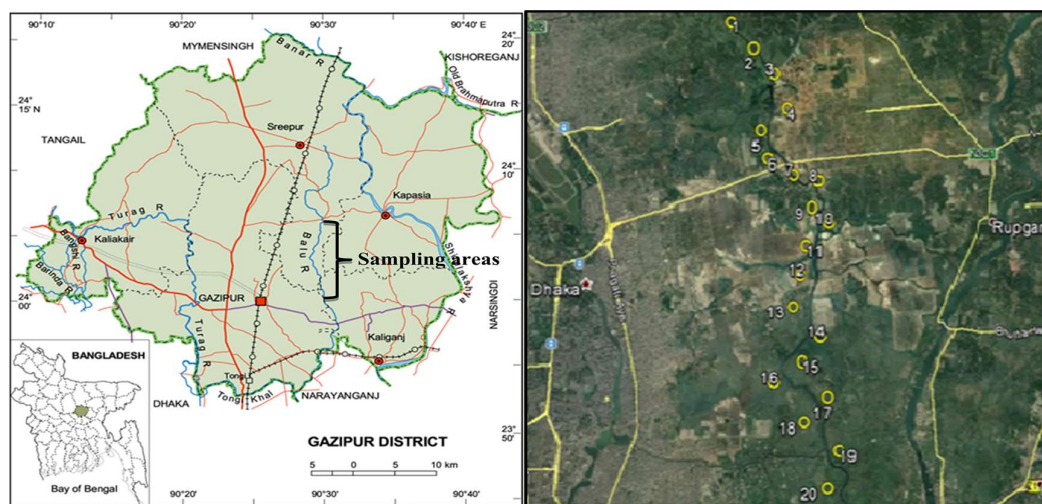 90°10'
90°20'
90°30'
90°40' E
MYMENSINGH
Banar R
KISHOREGANJ
24° 20'
Old Brahmaputra R
24° 15' N
TANGAIL
Sreepur
24° 10'
Kapasia
Turag R
Kaliakair
Bangshi R
Barinda R
Balu R
Sampling areas
Shitalakshya R
24° 00'
GAZIPUR
NARSINGDI
Turag R
Kaliganj
Tongi
Tongi Khal
DHAKA
NARAYANGANJ
BANGLADESH
Bay of Bengal
GAZIPUR DISTRICT
5 0 5 10 km
23° 50'
90°20'
90°30'
90°40'
1
2
3
4
5
6
7
8
9
10
11
12
13
14
15
16
17
18
19
20
Dhaka